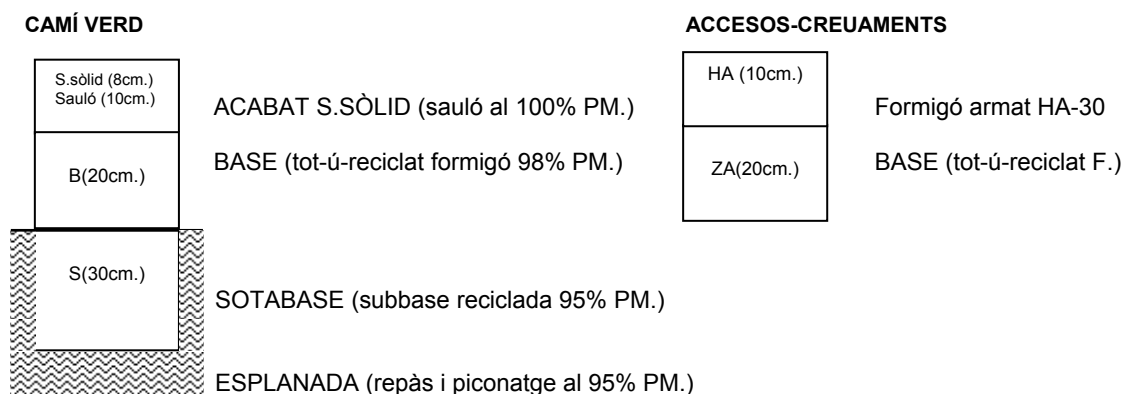 CAMÍ VERD
S.sòlid (8cm.)
Sauló (10cm.)
ACABAT S.SÒLID (sauló al 100% PM.)
B(20cm.)
BASE (tot-ú-reciclat formigó 98% PM.)
S(30cm.)
SOTABASE (subbase reciclada 95% PM.)
ESPLANADA (repàs i piconatge al 95% PM.)
ACCESOS-CREUAMENTS
HA (10cm.)
Formigó armat HA-30
ZA(20cm.)
BASE (tot-ú-reciclat F.)